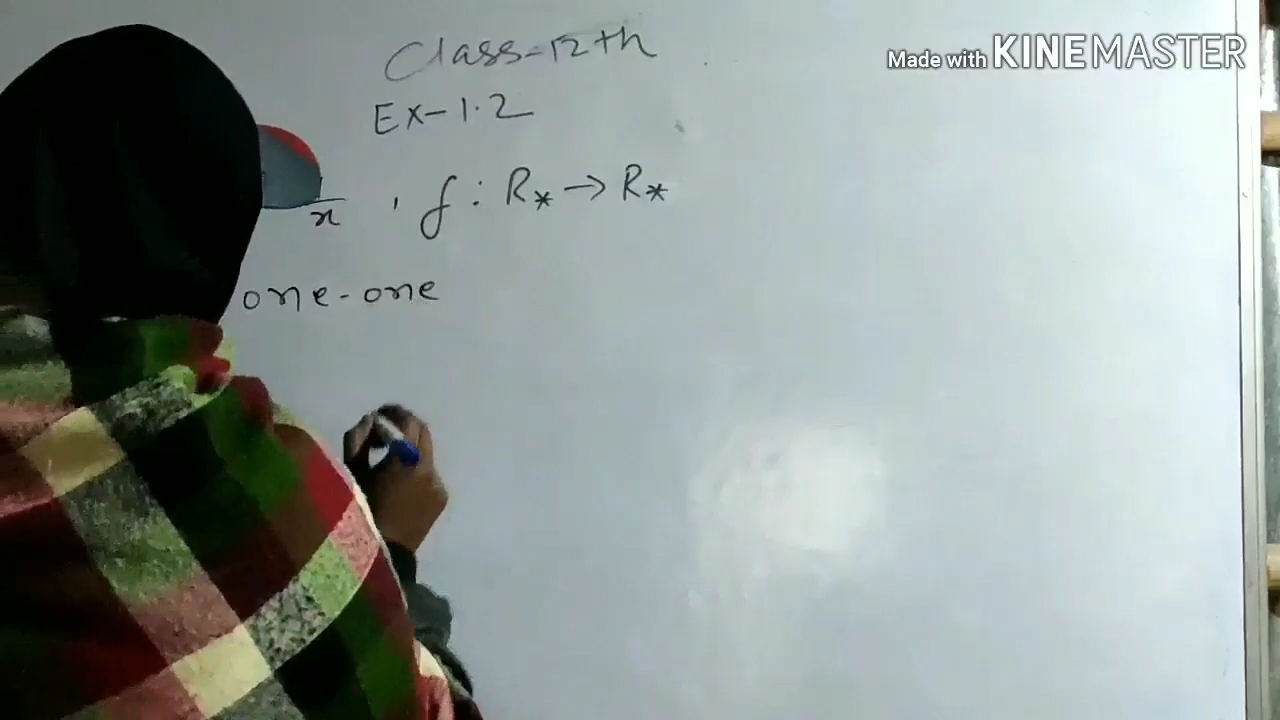 Made with KINEMASTER
Class-12th
Ex-1.2
x , f : R* → R*
one-one